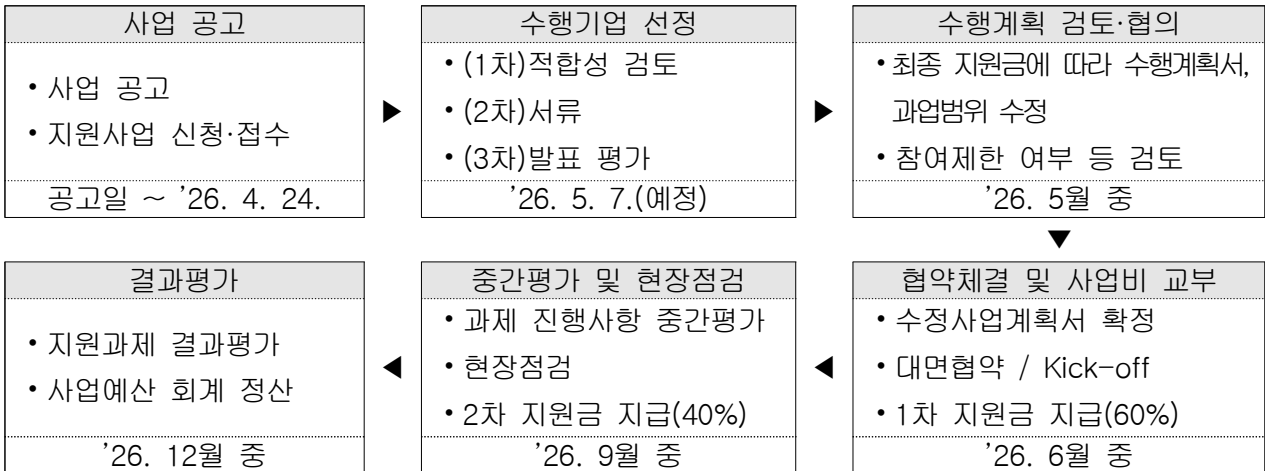 사업 공고
• 사업 공고
• 지원사업 신청·접수
공고일 ~ '26. 4. 24.
▶
수행기업 선정
• (1차)적합성 검토
• (2차)서류
• (3차)발표 평가
'26. 5. 7.(예정)
▶
수행계획 검토·협의
• 최종 지원금에 따라 수행계획서,
과업범위 수정
• 참여제한 여부 등 검토
'26. 5월 중
▼
협약체결 및 사업비 교부
• 수정사업계획서 확정
• 대면협약 / Kick-off
• 1차 지원금 지급(60%)
'26. 6월 중
◀
중간평가 및 현장점검
• 과제 진행사항 중간평가
• 현장점검
• 2차 지원금 지급(40%)
'26. 9월 중
◀
결과평가
• 지원과제 결과평가
• 사업예산 회계 정산
'26. 12월 중